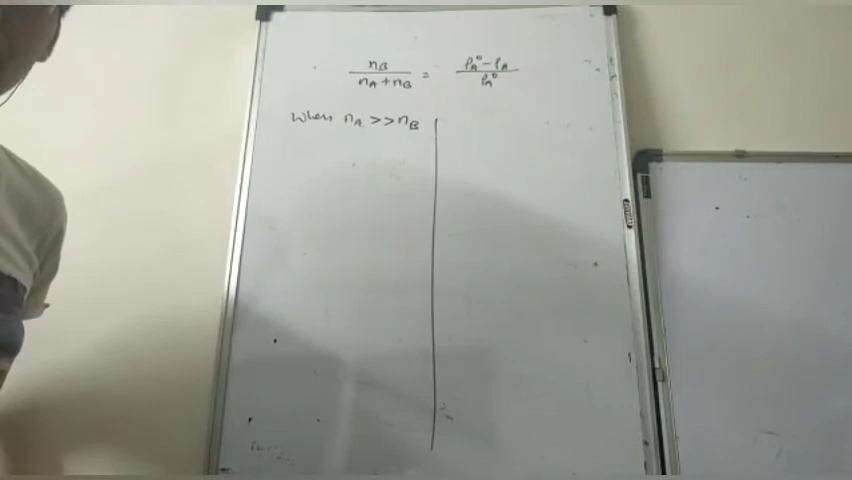 nB / nA + nB = PA° - PA / PA°
When nA >> nB